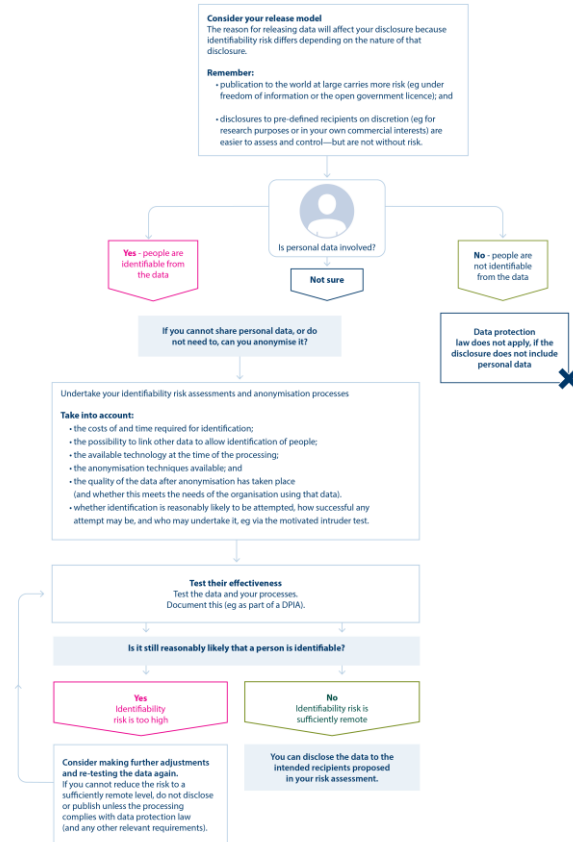 Consider your release model
The reason for releasing data will affect your disclosure because
identifiability risk differs depending on the nature of that
disclosure.
Remember:
• publication to the world at large carries more risk (eg under
freedom of information or the open government licence); and
• disclosures to pre-defined recipients on discretion (eg for
research purposes or in your own commercial interests) are
easier to assess and control—but are not without risk.
Is personal data involved?
Yes - people are
identifiable from
the data
Not sure
No - people are
not identifiable
from the data
If you cannot share personal data, or do
not need to, can you anonymise it?
Data protection
law does not apply, if the
disclosure does not include
personal data
Undertake your identifiability risk assessments and anonymisation processes
Take into account:
• the costs of and time required for identification;
• the possibility to link other data to allow identification of people;
• the available technology at the time of the processing;
• the anonymisation techniques available; and
• the quality of the data after anonymisation has taken place
(and whether this meets the needs of the organisation using that data).
• whether identification is reasonably likely to be attempted, how successful any
attempt may be, and who may undertake it, eg via the motivated intruder test.
Test their effectiveness
Test the data and your processes.
Document this (eg as part of a DPIA).
Is it still reasonably likely that a person is identifiable?
Yes
Identifiability
risk is too high
No
Identifiability risk is
sufficiently remote
Consider making further adjustments
and re-testing the data again.
If you cannot reduce the risk to a
sufficiently remote level, do not disclose
or publish unless the processing
complies with data protection law
(and any other relevant requirements).
You can disclose the data to the
intended recipients proposed
in your risk assessment.